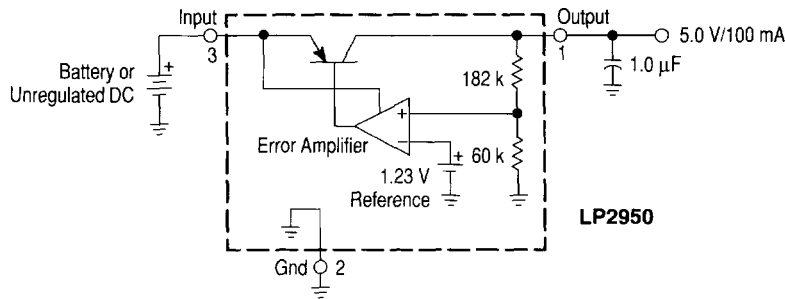 Input
Output
3
1
5.0 V/100 mA
Battery or
Unregulated DC
+
182 k
1.0 µF
Error Amplifier
+
−
60 k
1.23 V
+
Reference
LP2950
Gnd
2